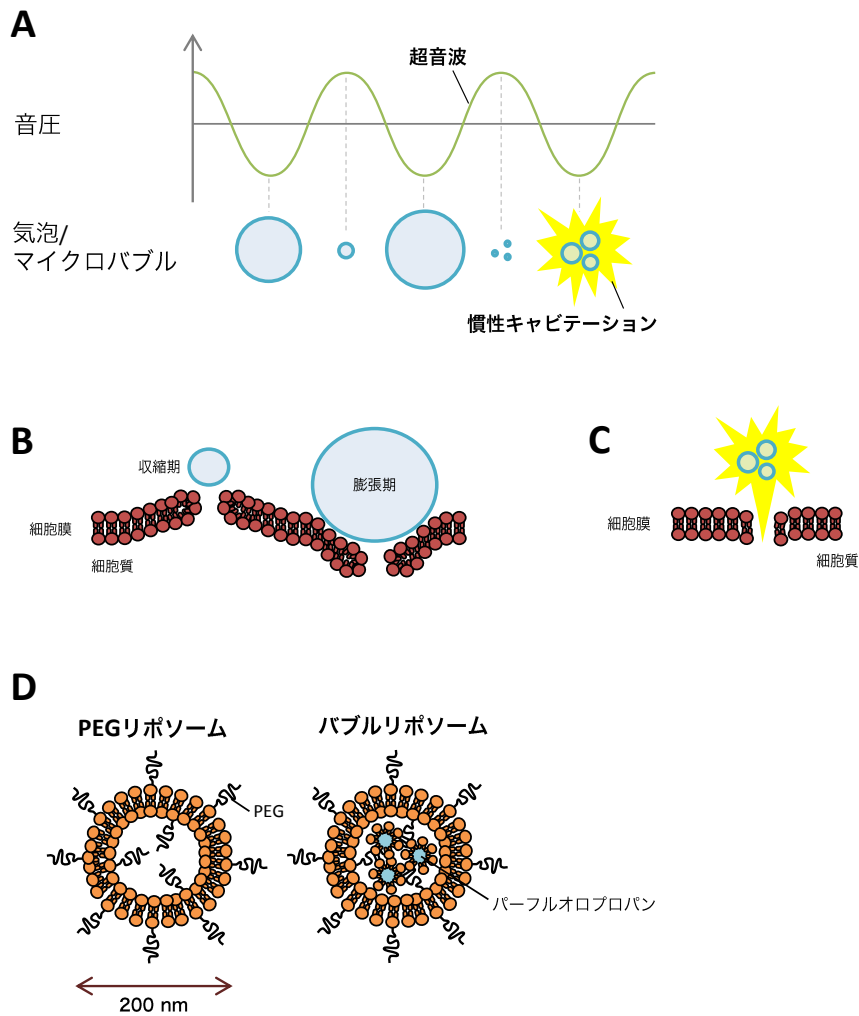 A
超音波
音圧
気泡/
マイクロバブル
慣性キャビテーション
B
収縮期
膨張期
細胞膜
細胞質
C
細胞膜
細胞質
D
PEGリポソーム
バブルリポソーム
PEG
パーフルオロプロパン
200 nm